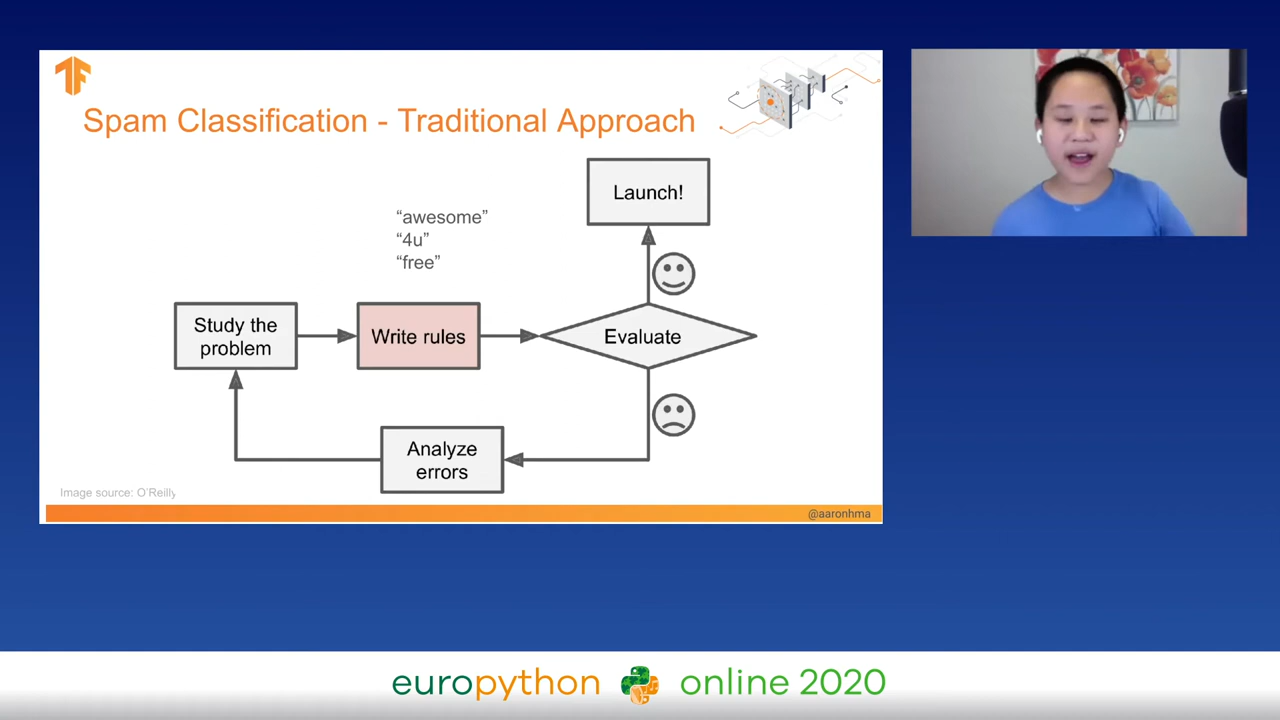 Spam Classification - Traditional Approach
Launch!
“awesome”
“4u”
“free”
Study the
problem
Write rules
Evaluate
Analyze
errors
Image source: O’Reilly
@aaronhma
europython online 2020